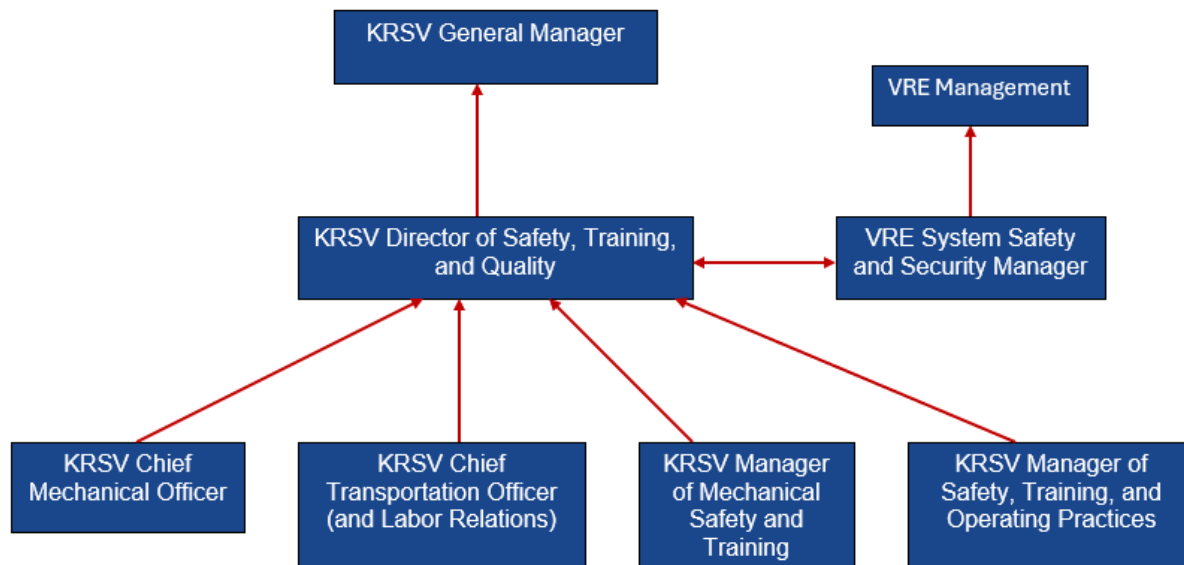 KRSV General Manager
VRE Management
KRSV Director of Safety, Training,
and Quality
VRE System Safety
and Security Manager
KRSV Chief
Mechanical Officer
KRSV Chief
Transportation Officer
(and Labor Relations)
KRSV Manager
of Mechanical
Safety and
Training
KRSV Manager of
Safety, Training, and
Operating Practices